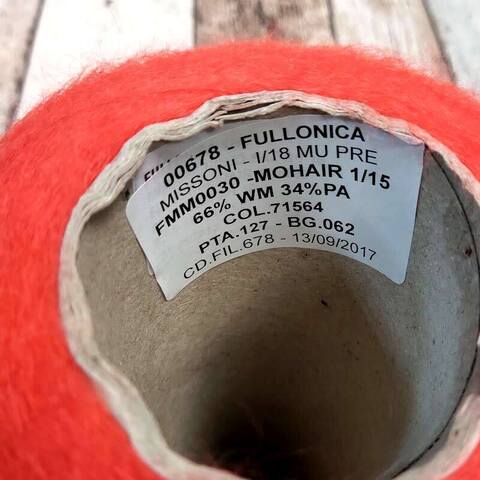 00678 - FULLONICA
MISSONI - I/18 MU PRE
FMM0030 -MOHAIR 1/15
66% WM 34%PA
COL.71564
PTA.127 - BG.062
CD.FIL.678 - 13/09/2017